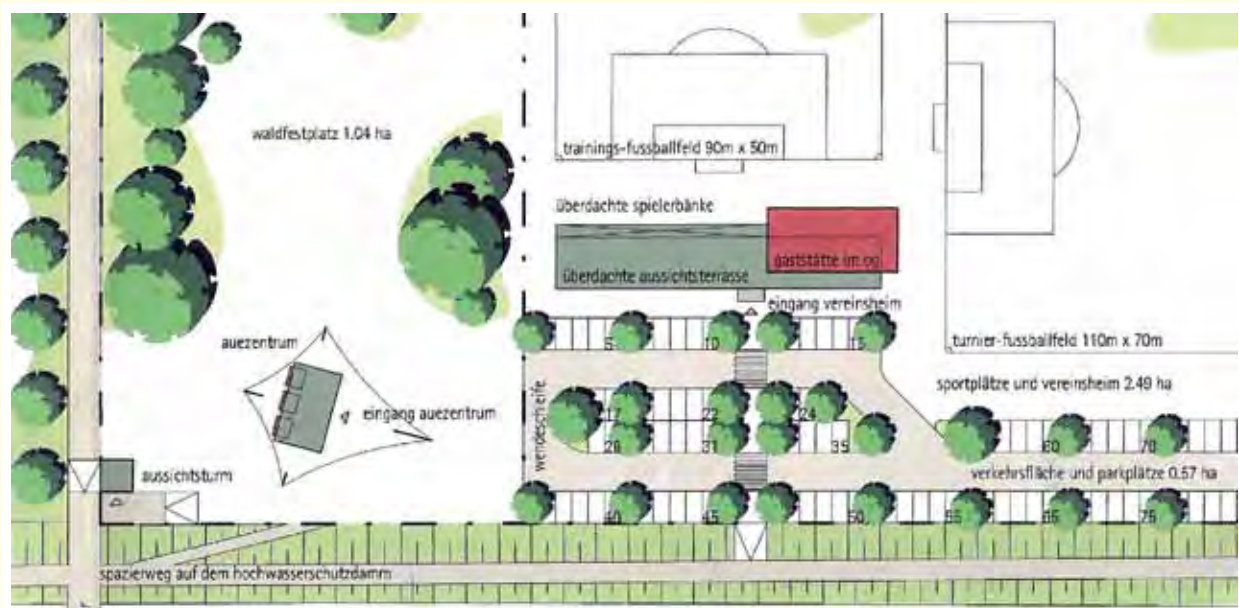 waldfestplatz 1.04 ha
trainings-fussballfeld 90m x 50m
überdachte spielerbänke
gaststätte im og
überdachte aussichtsterrasse
eingang vereinsheim
5 10 15
turnier-fussballfeld 110m x 70m
auezentrum
sportplätze und vereinsheim 2.49 ha
wendeschleife
eingang auezentrum
17 22 24
31 35 60 70
aussichtsturm
verkehrsfläche und parkplätze 0.57 ha
40 45 50 55 65 75
spazierweg auf dem hochwasserschutzdamm